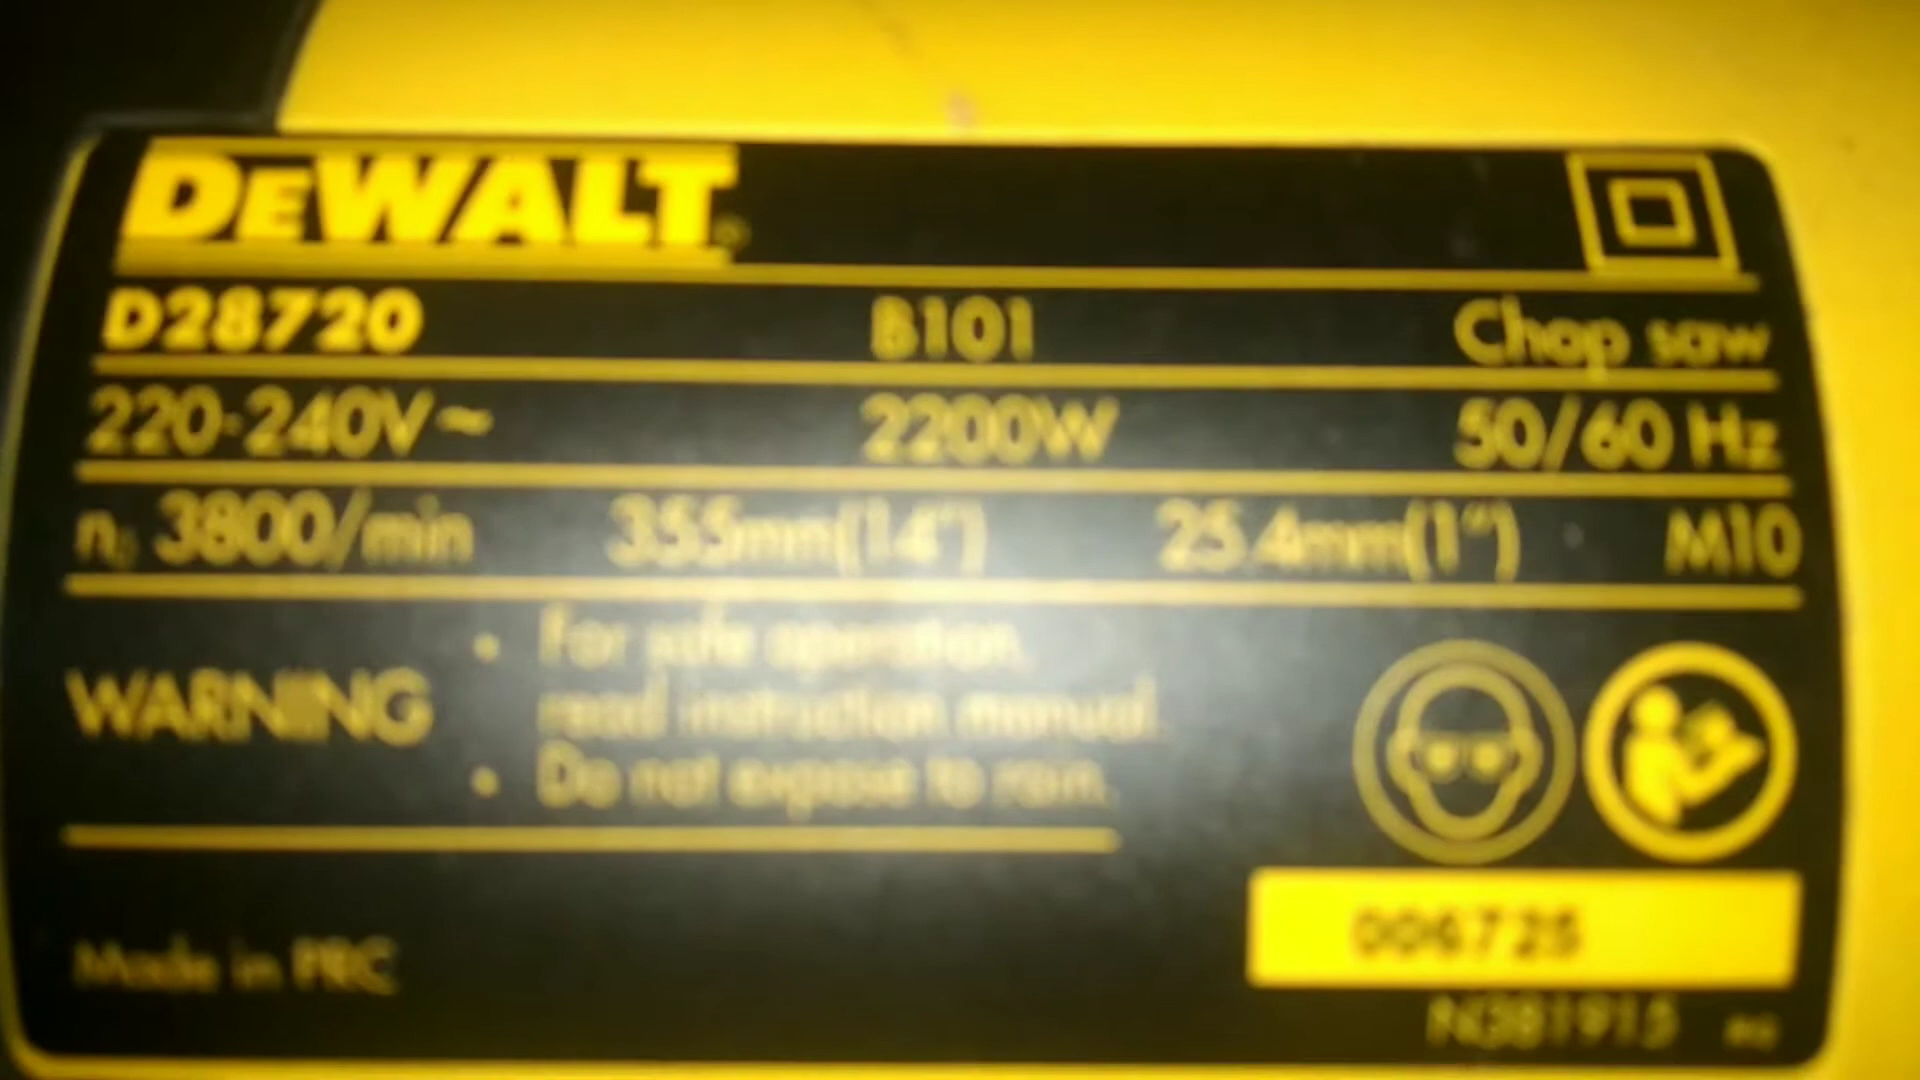 DEWALT
D28720 B101 Chop saw
220-240V~ 2200W 50/60 Hz
n₀ 3800/min 355mm(14") 25.4mm(1") M10
WARNING
• For safe operation
read instruction manual.
• Do not expose to rain.
006725
Made in PRC
N381915